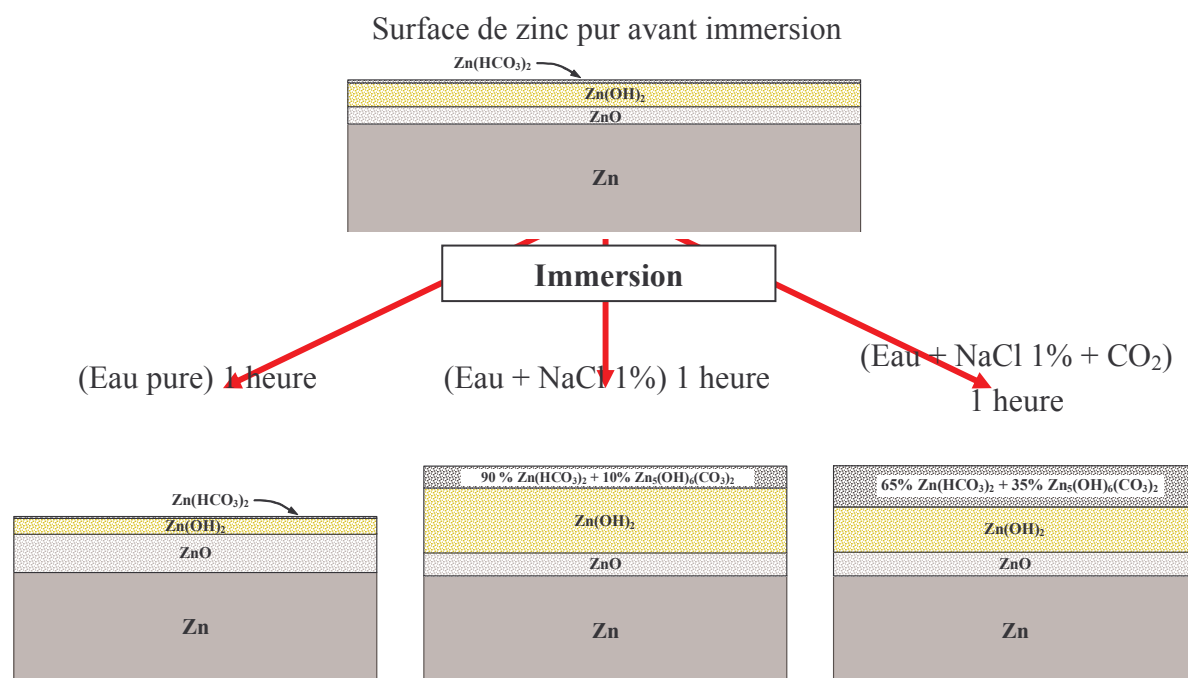 Surface de zinc pur avant immersion
Zn(HCO₃)₂
Zn(OH)₂
ZnO
Zn
Immersion
(Eau pure) 1 heure
(Eau + NaCl 1%) 1 heure
(Eau + NaCl 1% + CO₂)
1 heure
Zn(HCO₃)₂
Zn(OH)₂
ZnO
Zn
90 % Zn(HCO₃)₂ + 10% Zn₅(OH)₆(CO₃)₂
Zn(OH)₂
ZnO
Zn
65% Zn(HCO₃)₂ + 35% Zn₅(OH)₆(CO₃)₂
Zn(OH)₂
ZnO
Zn